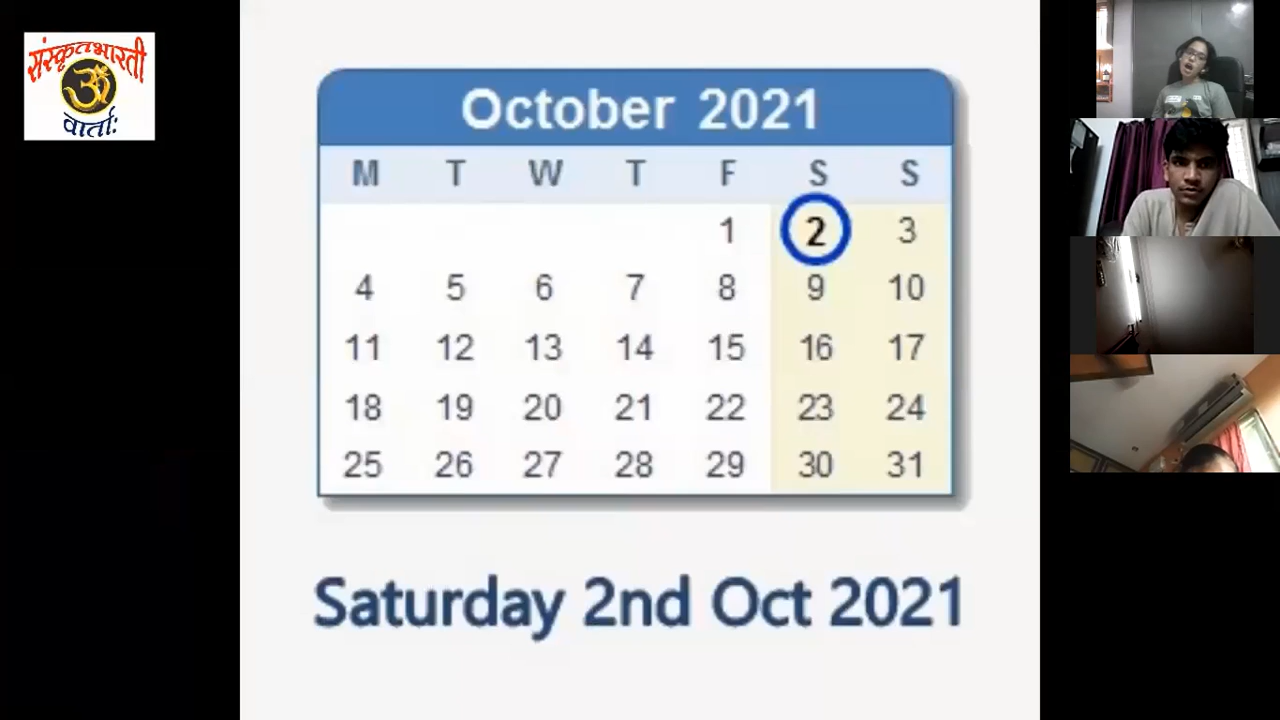 संस्कृतभारती
ॐ
वार्ताः
October 2021
M T W T F S S
1 2 3
4 5 6 7 8 9 10
11 12 13 14 15 16 17
18 19 20 21 22 23 24
25 26 27 28 29 30 31
Saturday 2nd Oct 2021